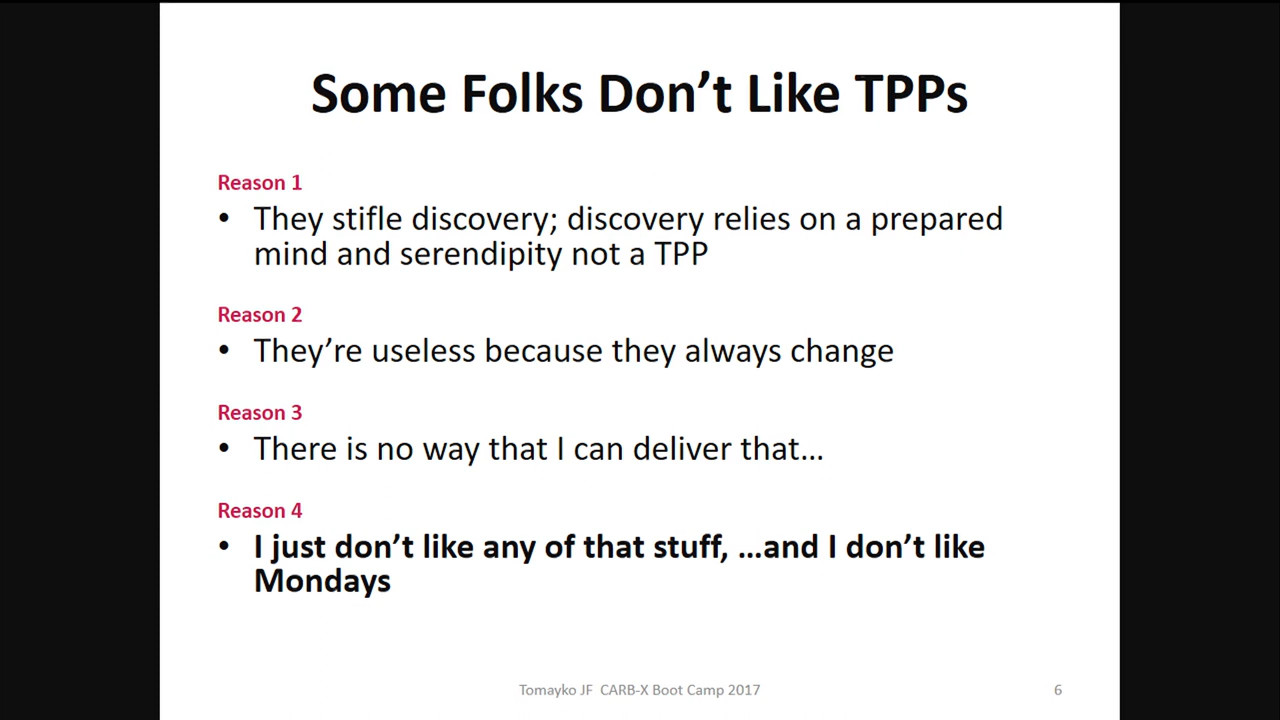 Some Folks Don’t Like TPPs
Reason 1
• They stifle discovery; discovery relies on a prepared
mind and serendipity not a TPP
Reason 2
• They’re useless because they always change
Reason 3
• There is no way that I can deliver that…
Reason 4
• I just don’t like any of that stuff, …and I don’t like
Mondays
Tomayko JF CARB-X Boot Camp 2017
6